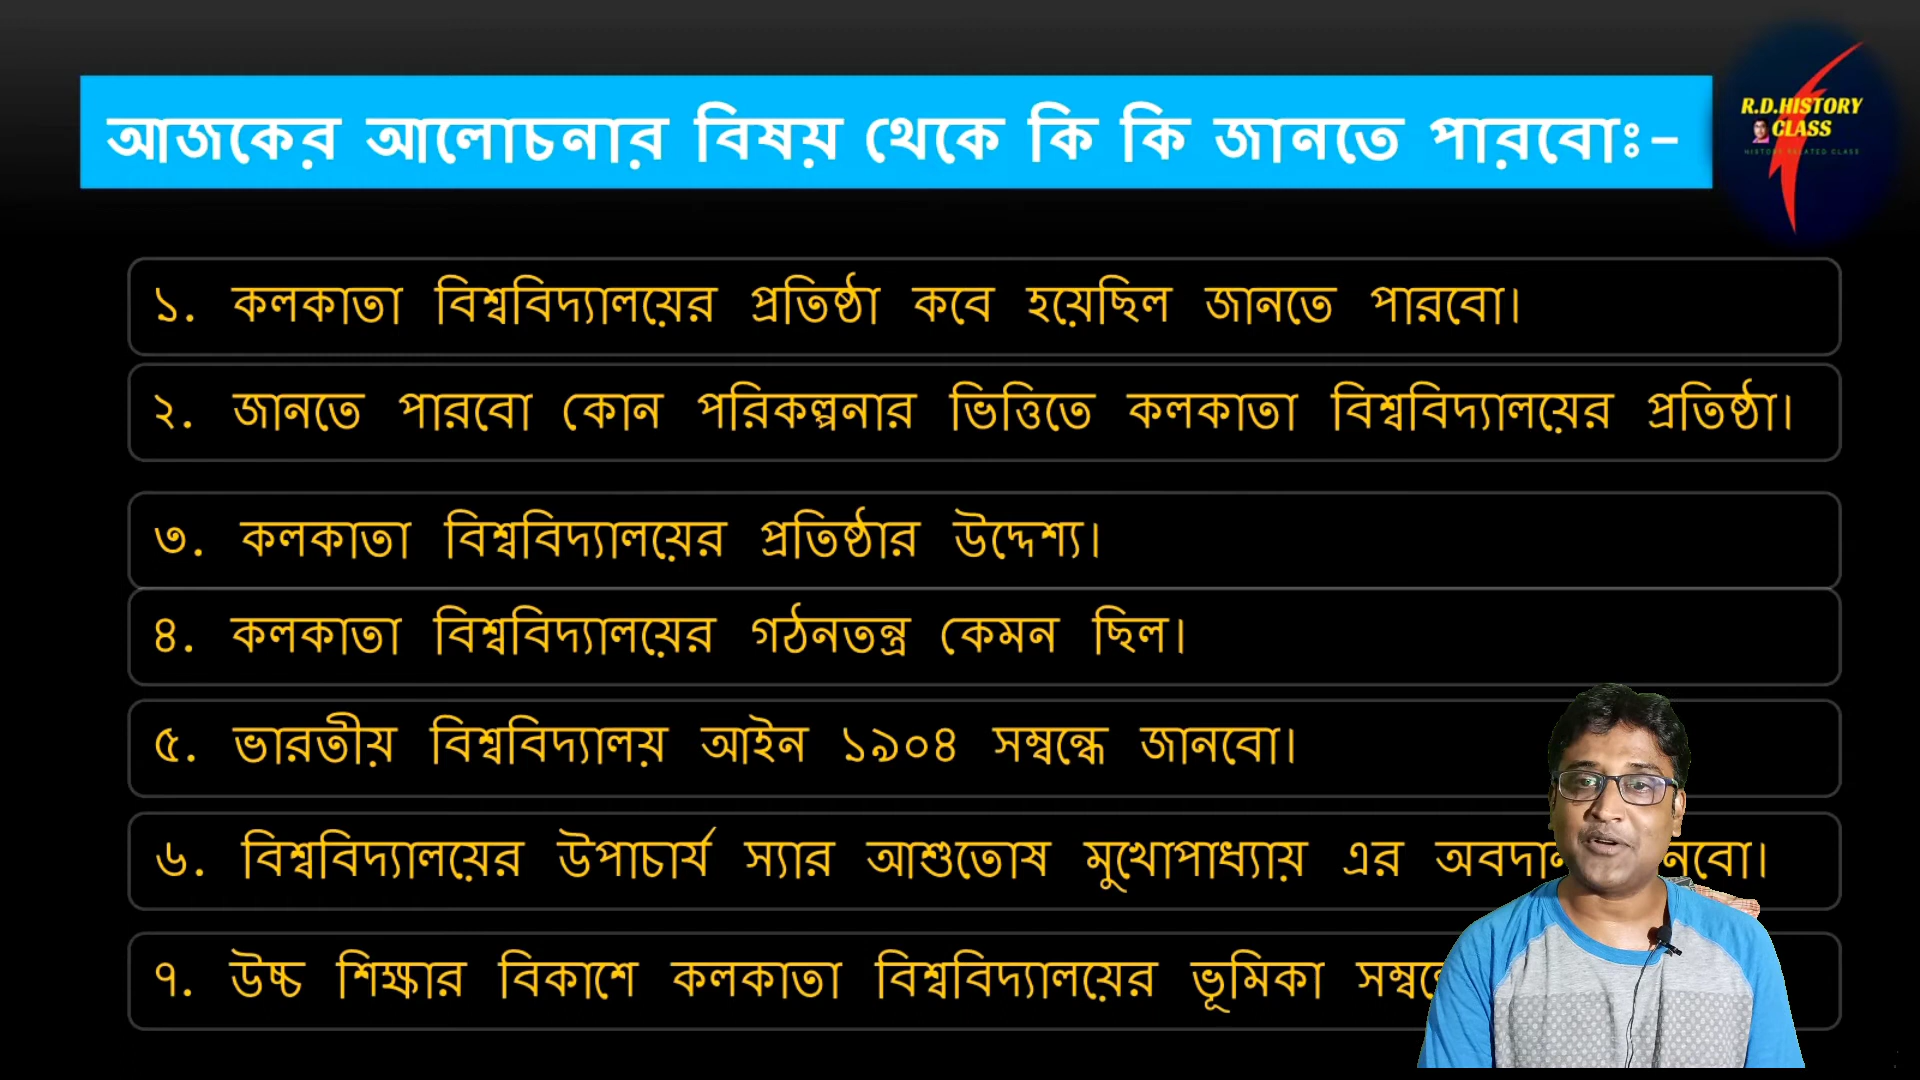 আজকের আলোচনার বিষয় থেকে কি কি জানতে পারবোঃ-
R.D.HISTORY
CLASS
HISTORY RELATED CLASS
১. কলকাতা বিশ্ববিদ্যালয়ের প্রতিষ্ঠা কবে হয়েছিল জানতে পারবো।
২. জানতে পারবো কোন পরিকল্পনার ভিত্তিতে কলকাতা বিশ্ববিদ্যালয়ের প্রতিষ্ঠা।
৩. কলকাতা বিশ্ববিদ্যালয়ের প্রতিষ্ঠার উদ্দেশ্য।
৪. কলকাতা বিশ্ববিদ্যালয়ের গঠনতন্ত্র কেমন ছিল।
৫. ভারতীয় বিশ্ববিদ্যালয় আইন ১৯০৪ সম্বন্ধে জানবো।
৬. বিশ্ববিদ্যালয়ের উপাচার্য স্যার আশুতোষ মুখোপাধ্যায় এর
৭. উচ্চ শিক্ষার বিকাশে কলকাতা বিশ্ববিদ্যালয়ের ভূমিকা